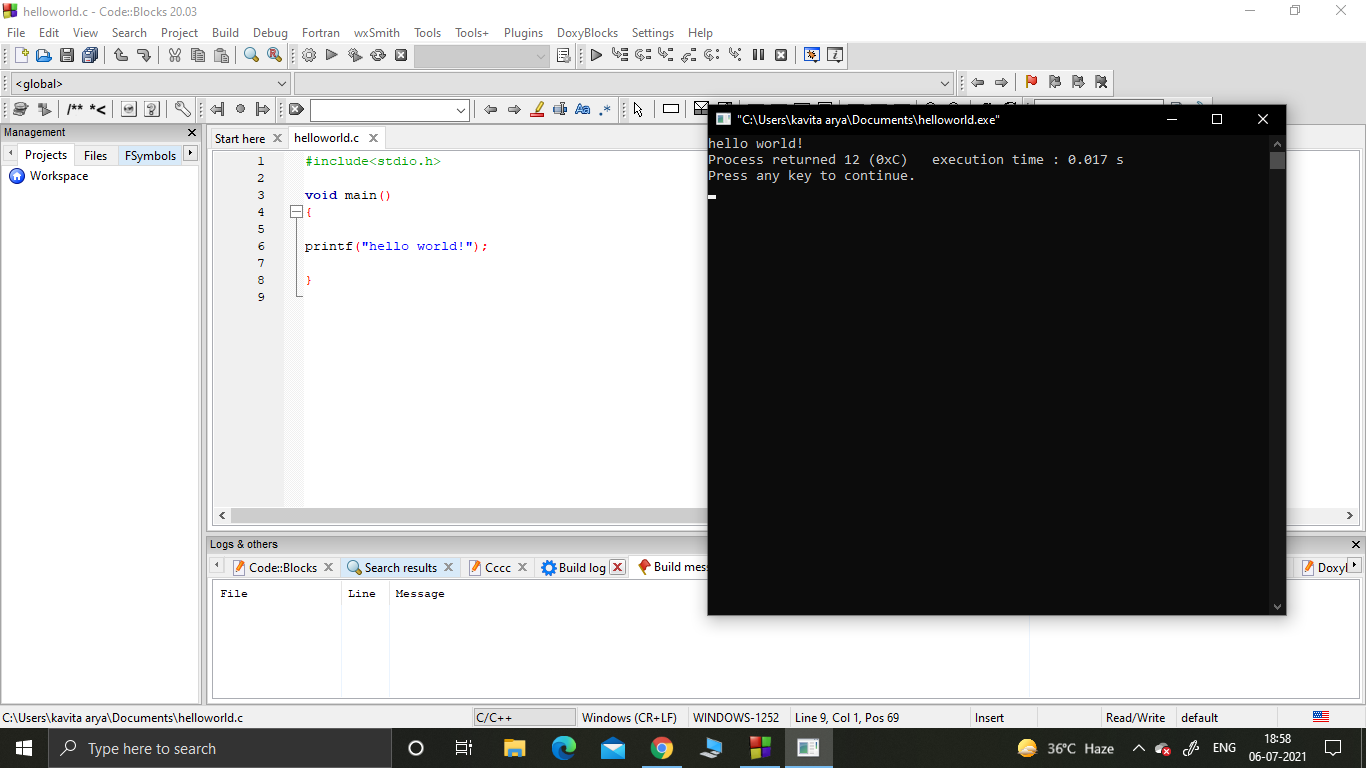 helloworld.c - Code::Blocks 20.03
File Edit View Search Project Build Debug Fortran wxSmith Tools Tools+ Plugins DoxyBlocks Settings Help
<global>
/** *<
Aa .*
Management
Projects Files FSymbols
Workspace
Start here helloworld.c
1 #include<stdio.h>
2
3 void main()
4 {
5
6 printf("hello world!");
7
8 }
9
"C:\Users\kavita arya\Documents\helloworld.exe"
hello world!
Process returned 12 (0xC)   execution time : 0.017 s
Press any key to continue.
Logs & others
Code::Blocks Search results Cccc Build log Build mes
File Line Message
C:\Users\kavita arya\Documents\helloworld.c C/C++ Windows (CR+LF) WINDOWS-1252 Line 9, Col 1, Pos 69 Insert Read/Write default
Type here to search
36°C Haze ENG 18:58
06-07-2021